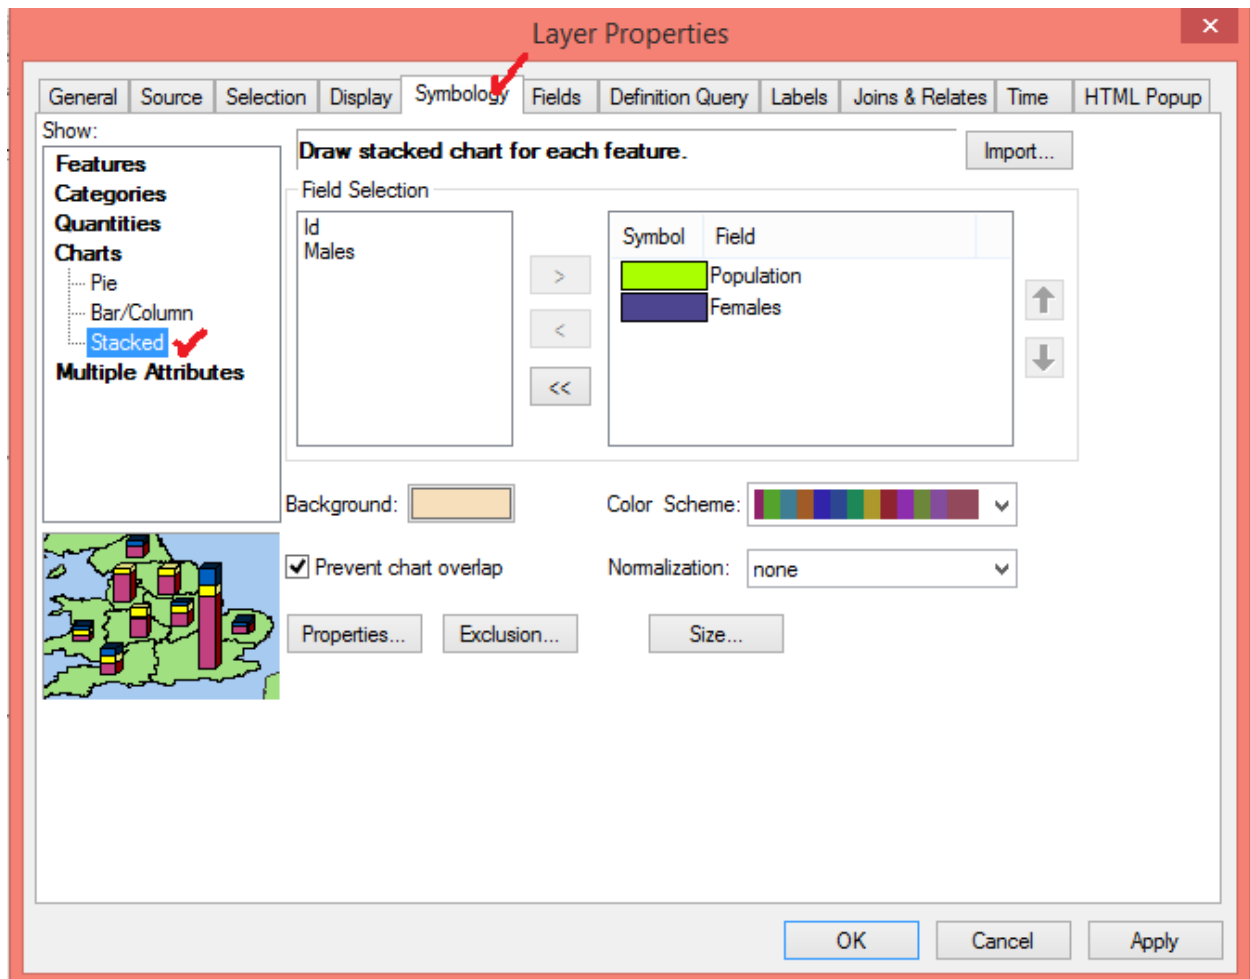 Layer Properties
General Source Selection Display Symbology Fields Definition Query Labels Joins & Relates Time HTML Popup
Show:
Features
Categories
Quantities
Charts
Pie
Bar/Column
Stacked
Multiple Attributes
Draw stacked chart for each feature.
Import...
Field Selection
Id
Males
>
<
<<
Symbol Field
Population
Females
Background:
Color Scheme:
Prevent chart overlap
Normalization: none
Properties... Exclusion... Size...
OK Cancel Apply